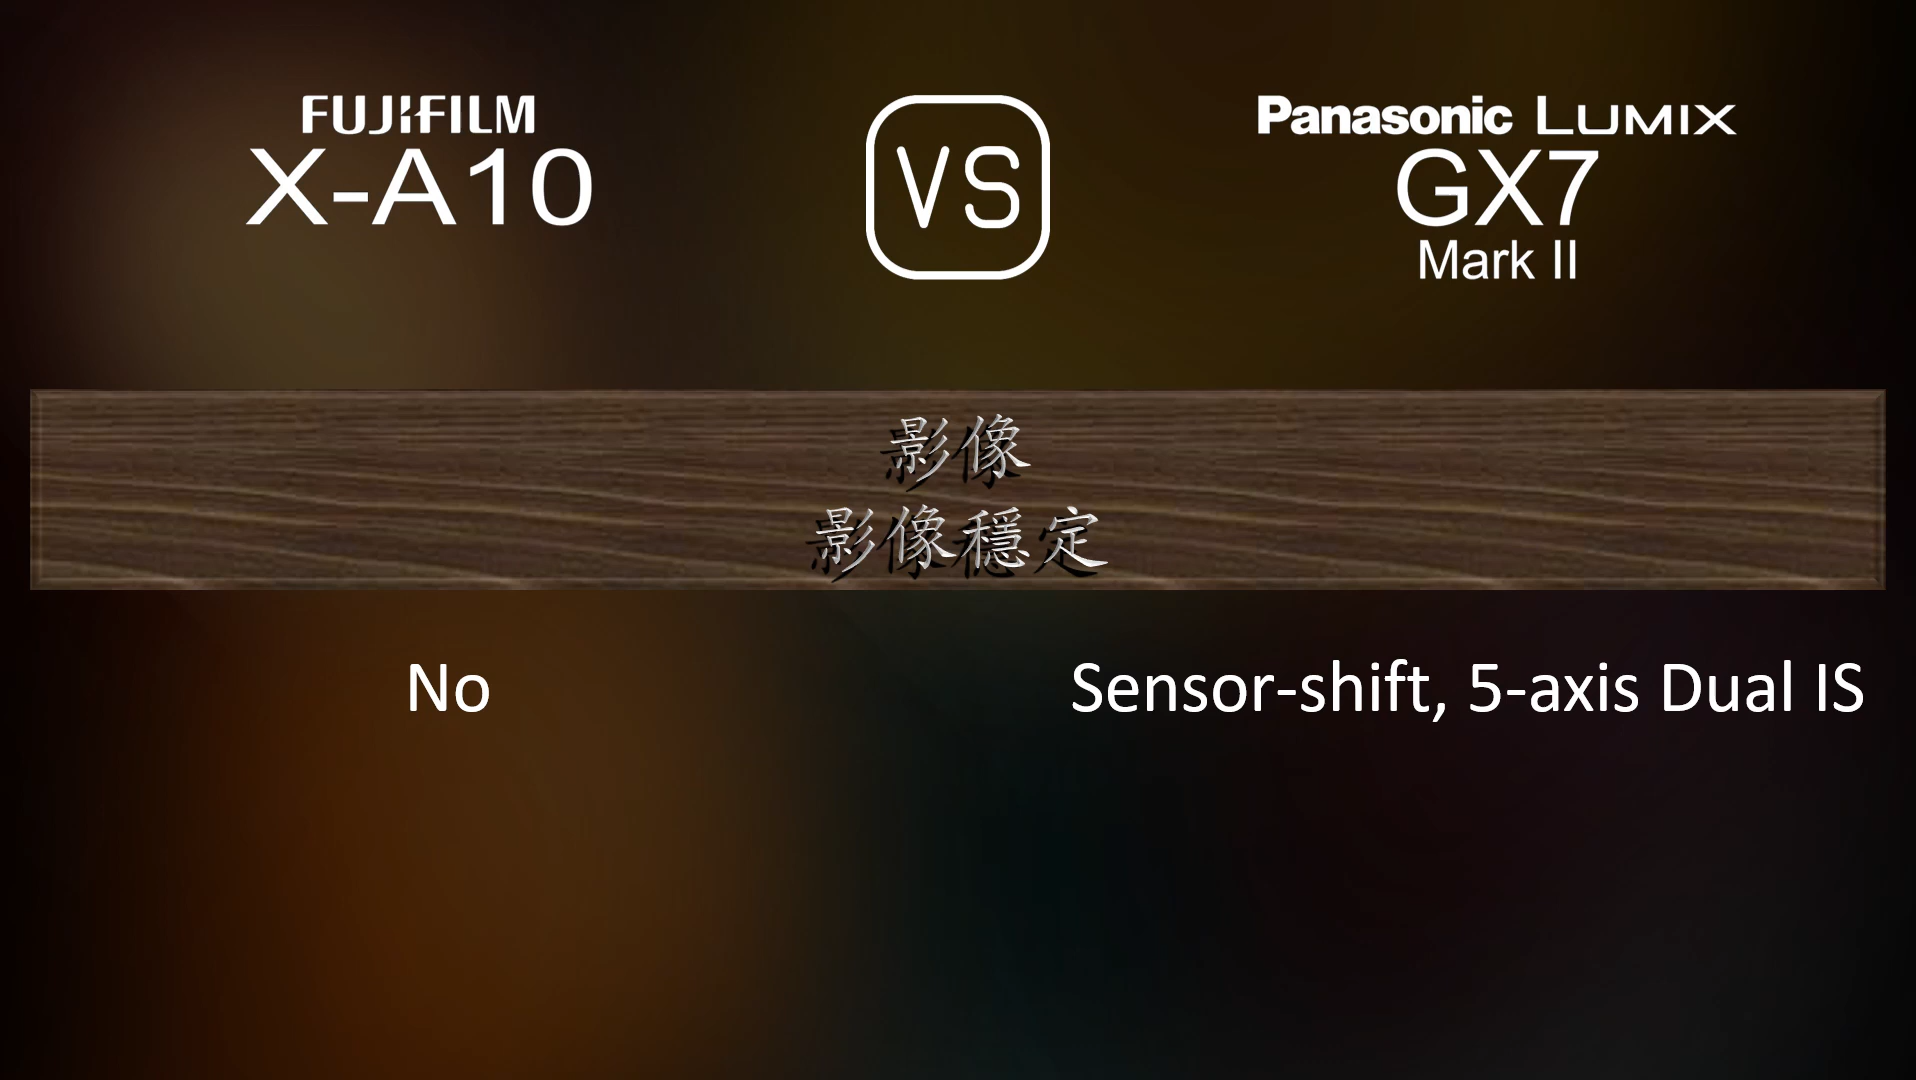 FUJIFILM
X-A10
VS
Panasonic LUMIX
GX7
Mark II
影像
影像穩定
No
Sensor-shift, 5-axis Dual IS